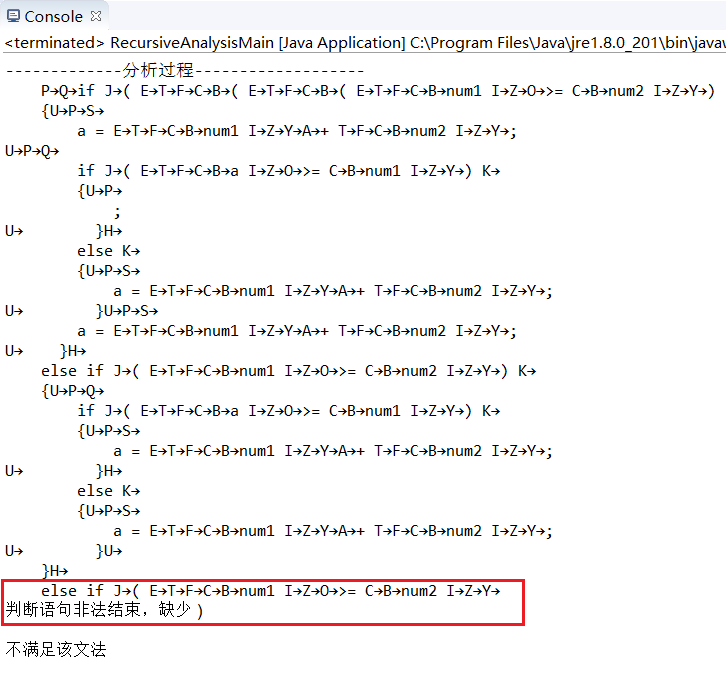 Console
<terminated> RecursiveAnalysisMain [Java Application] C:\Program Files\Java\jre1.8.0_201\bin\javaw
-------------分析过程-------------------
    P→Q→if J→( E→T→F→C→B→( E→T→F→C→B→( E→T→F→C→B→num1 I→Z→O→>= C→B→num2 I→Z→Y→)
    {U→P→S→
        a = E→T→F→C→B→num1 I→Z→Y→A→+ T→F→C→B→num2 I→Z→Y→;
U→P→Q→
        if J→( E→T→F→C→B→a I→Z→O→>= C→B→num1 I→Z→Y→) K→
        {U→P→
            ;
U→        }H→
        else K→
        {U→P→S→
            a = E→T→F→C→B→num1 I→Z→Y→A→+ T→F→C→B→num2 I→Z→Y→;
U→        }U→P→S→
        a = E→T→F→C→B→num1 I→Z→Y→A→+ T→F→C→B→num2 I→Z→Y→;
U→    }H→
    else if J→( E→T→F→C→B→num1 I→Z→O→>= C→B→num2 I→Z→Y→) K→
    {U→P→Q→
        if J→( E→T→F→C→B→a I→Z→O→>= C→B→num1 I→Z→Y→) K→
        {U→P→S→
            a = E→T→F→C→B→num1 I→Z→Y→A→+ T→F→C→B→num2 I→Z→Y→;
U→        }H→
        else K→
        {U→P→S→
            a = E→T→F→C→B→num1 I→Z→Y→A→+ T→F→C→B→num2 I→Z→Y→;
U→        }U→
    }H→
    else if J→( E→T→F→C→B→num1 I→Z→O→>= C→B→num2 I→Z→Y→
判断语句非法结束，缺少 )
不满足该文法